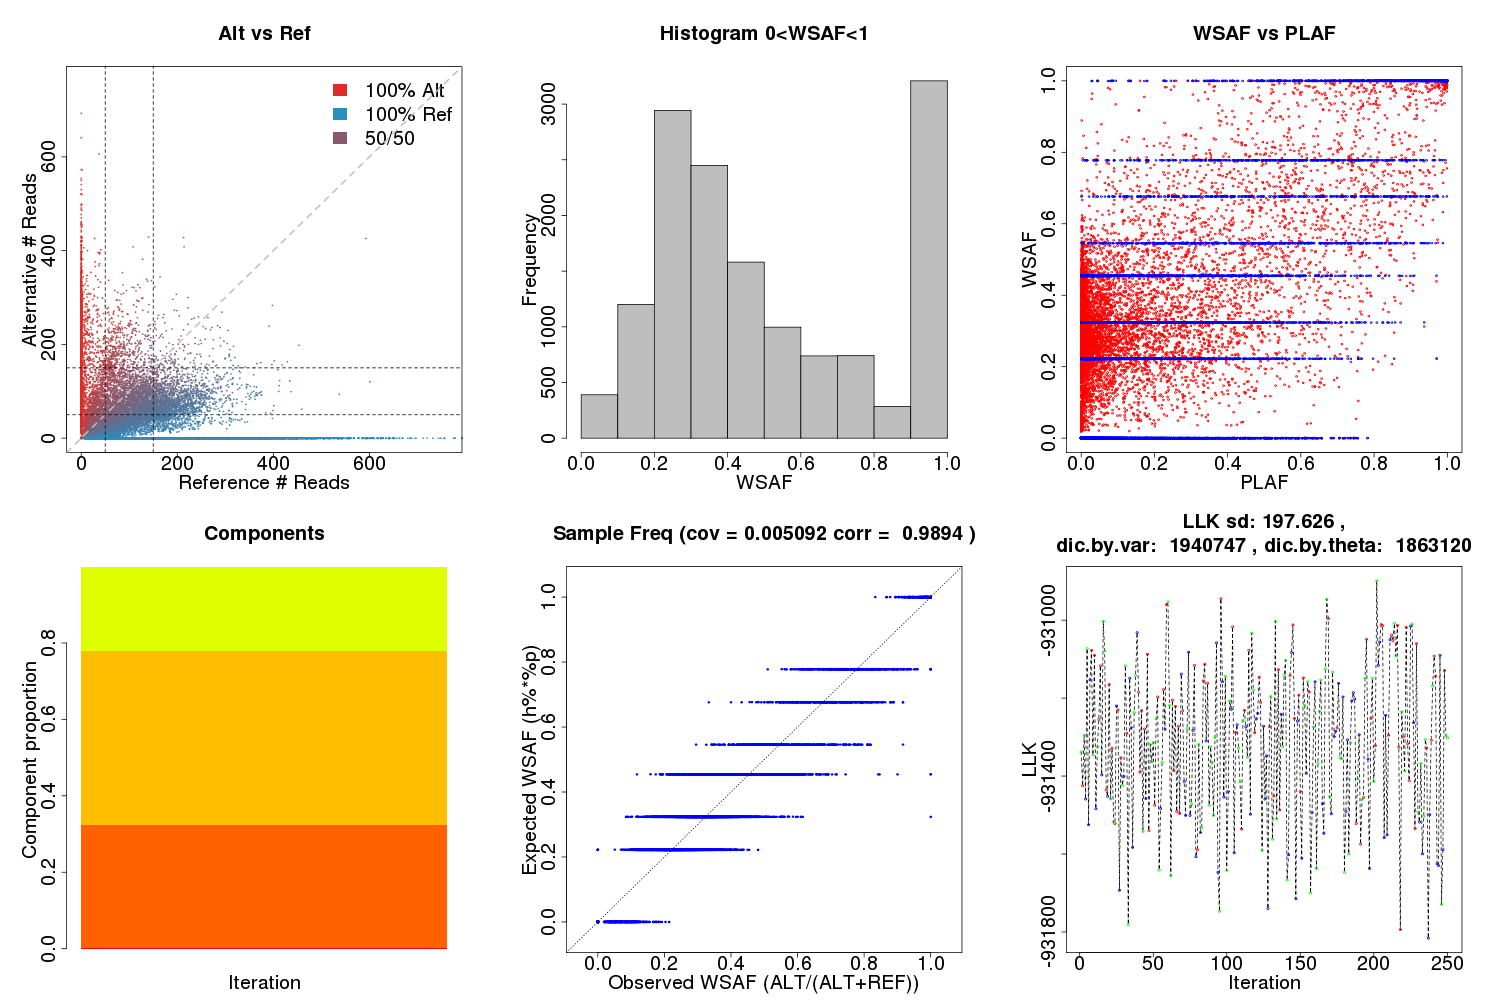 Alt vs Ref
100% Alt
100% Ref
50/50
Alternative # Reads
0 200 400 600
0 200 400 600
Reference # Reads
Histogram 0<WSAF<1
Frequency
0 500 1000 2000 3000
0.0 0.2 0.4 0.6 0.8 1.0
WSAF
WSAF vs PLAF
WSAF
0.0 0.2 0.4 0.6 0.8 1.0
0.0 0.2 0.4 0.6 0.8 1.0
PLAF
Components
Component proportion
0.0 0.2 0.4 0.6 0.8
Iteration
Sample Freq (cov = 0.005092 corr = 0.9894 )
Expected WSAF (h%*%p)
0.0 0.2 0.4 0.6 0.8 1.0
0.0 0.2 0.4 0.6 0.8 1.0
Observed WSAF (ALT/(ALT+REF))
LLK sd: 197.626 ,
dic.by.var: 1940747 , dic.by.theta: 1863120
LLK
-931800 -931400 -931000
0 50 100 150 200 250
Iteration